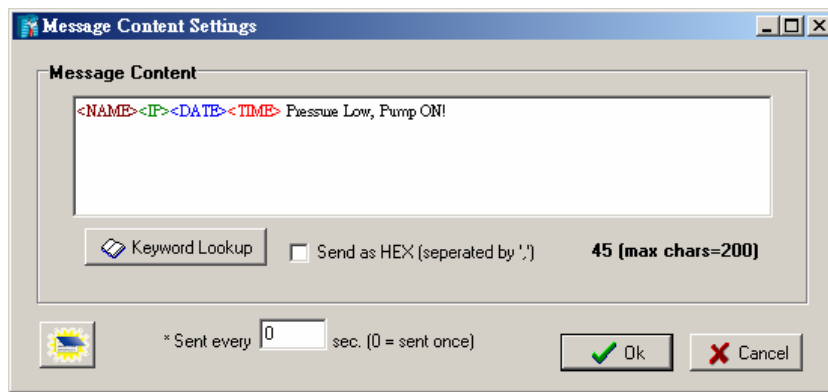 Message Content Settings
Message Content
<NAME><IP><DATE><TIME> Pressure Low, Pump ON!
Keyword Lookup
Send as HEX (seperated by ',')
45 (max chars=200)
* Sent every 0 sec. (0 = sent once)
Ok
Cancel